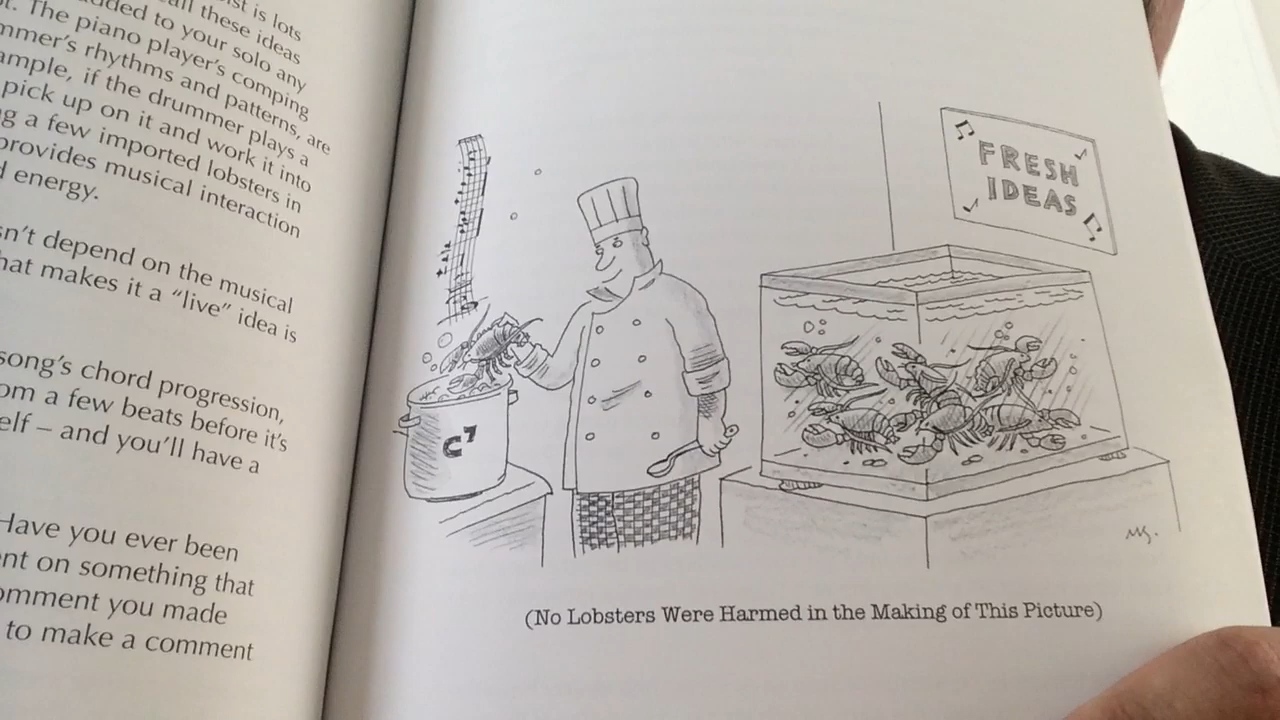 ist is lots
all these ideas
added to your solo any
The piano player's comping
mmer's rhythms and patterns, are
ample, if the drummer plays a
pick up on it and work it into
g a few imported lobsters in
provides musical interaction
energy.
sn't depend on the musical
hat makes it a “live” idea is
song's chord progression,
om a few beats before it's
elf – and you'll have a
Have you ever been
ent on something that
omment you made
to make a comment
FRESH
IDEAS
C7
MS.
(No Lobsters Were Harmed in the Making of This Picture)